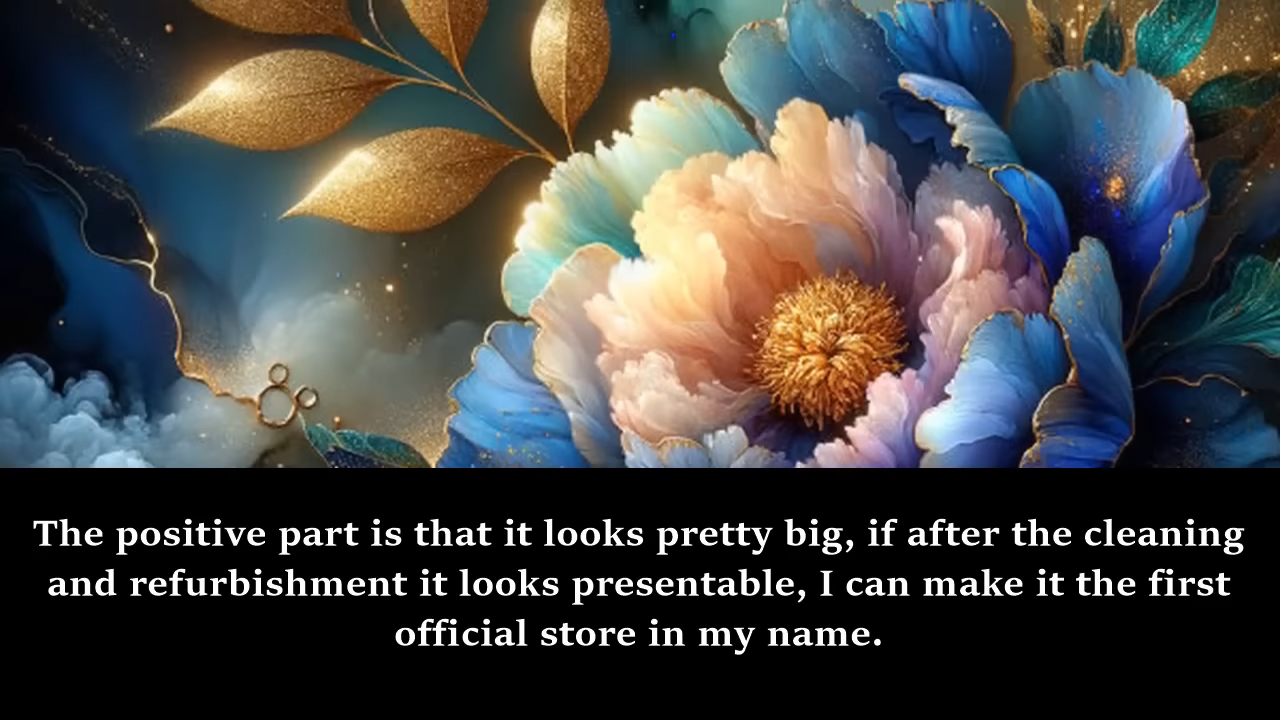 The positive part is that it looks pretty big, if after the cleaning
and refurbishment it looks presentable, I can make it the first
official store in my name.